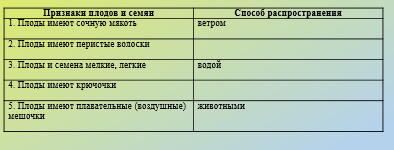 Признаки плодов и семян Способ распространения
1. Плоды имеют сочную мякоть ветром
2. Плоды имеют перистые волоски
3. Плоды и семена мелкие, легкие водой
4. Плоды имеют крючочки
5. Плоды имеют плавательные (воздушные) животными
мешочки